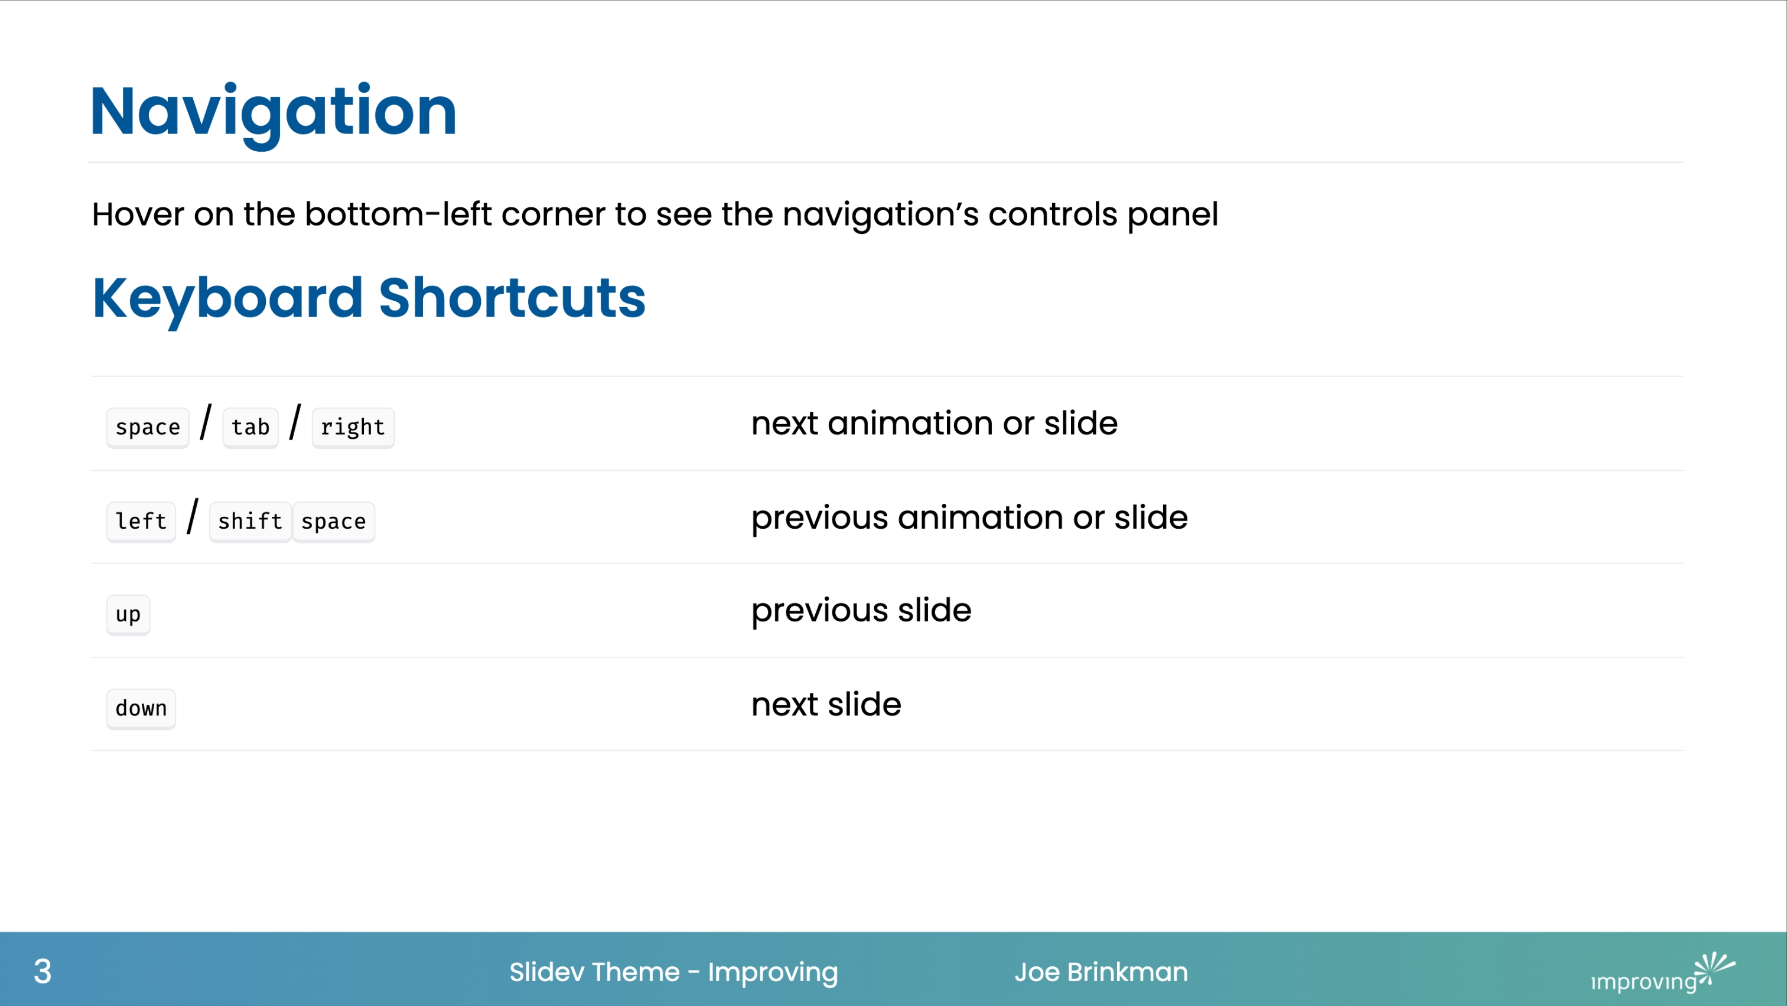 Navigation
Hover on the bottom-left corner to see the navigation’s controls panel
Keyboard Shortcuts
space / tab / right next animation or slide
left / shift space previous animation or slide
up previous slide
down next slide
3 Slidev Theme - Improving Joe Brinkman improving